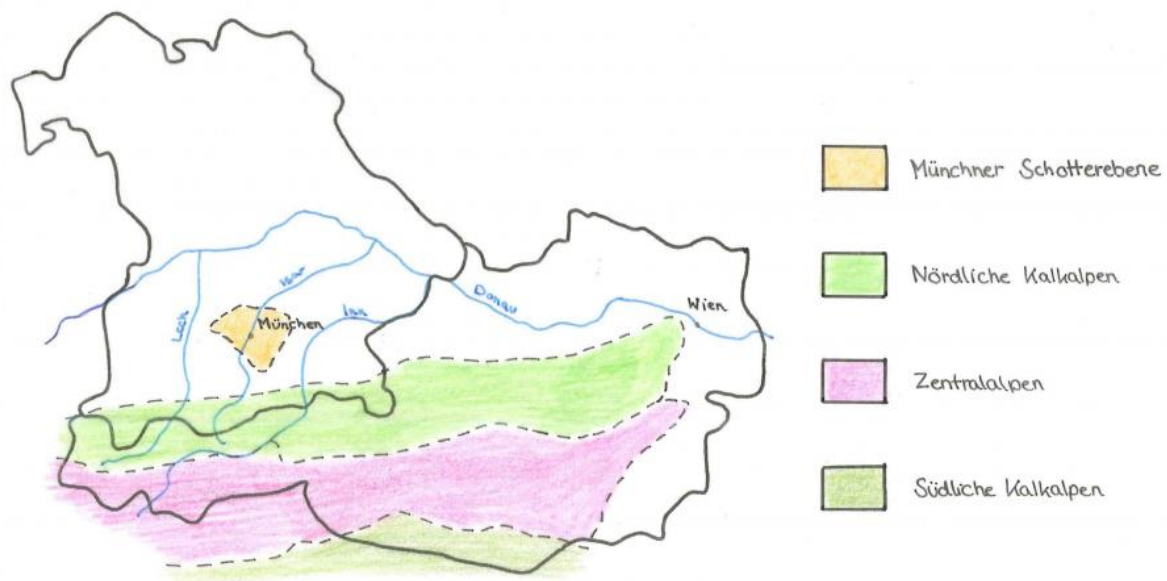 Münchner Schotterebene
Nördliche Kalkalpen
Isar
Donau
Wien
Lech
München
Inn
Zentralalpen
Südliche Kalkalpen